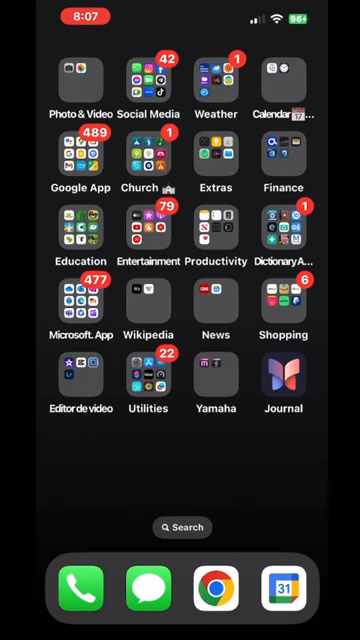 8:07
96
42
1
Photo & Video Social Media Weather Calendar📅...
489
1
Google App Church ⛪ Extras Finance
79
1
Education Entertainment Productivity Dictionary A...
477
6
Microsoft. App Wikipedia News Shopping
22
Editor de video Utilities Yamaha Journal
Search
31